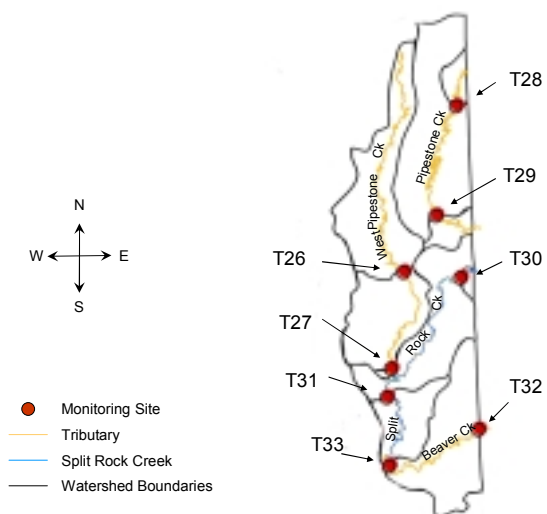 T28
Pipestone Ck
T29
West Pipestone Ck
T26
T30
Rock Ck
T27
T31
T32
Split
Beaver Ck
T33
N
W E
S
Monitoring Site
Tributary
Split Rock Creek
Watershed Boundaries